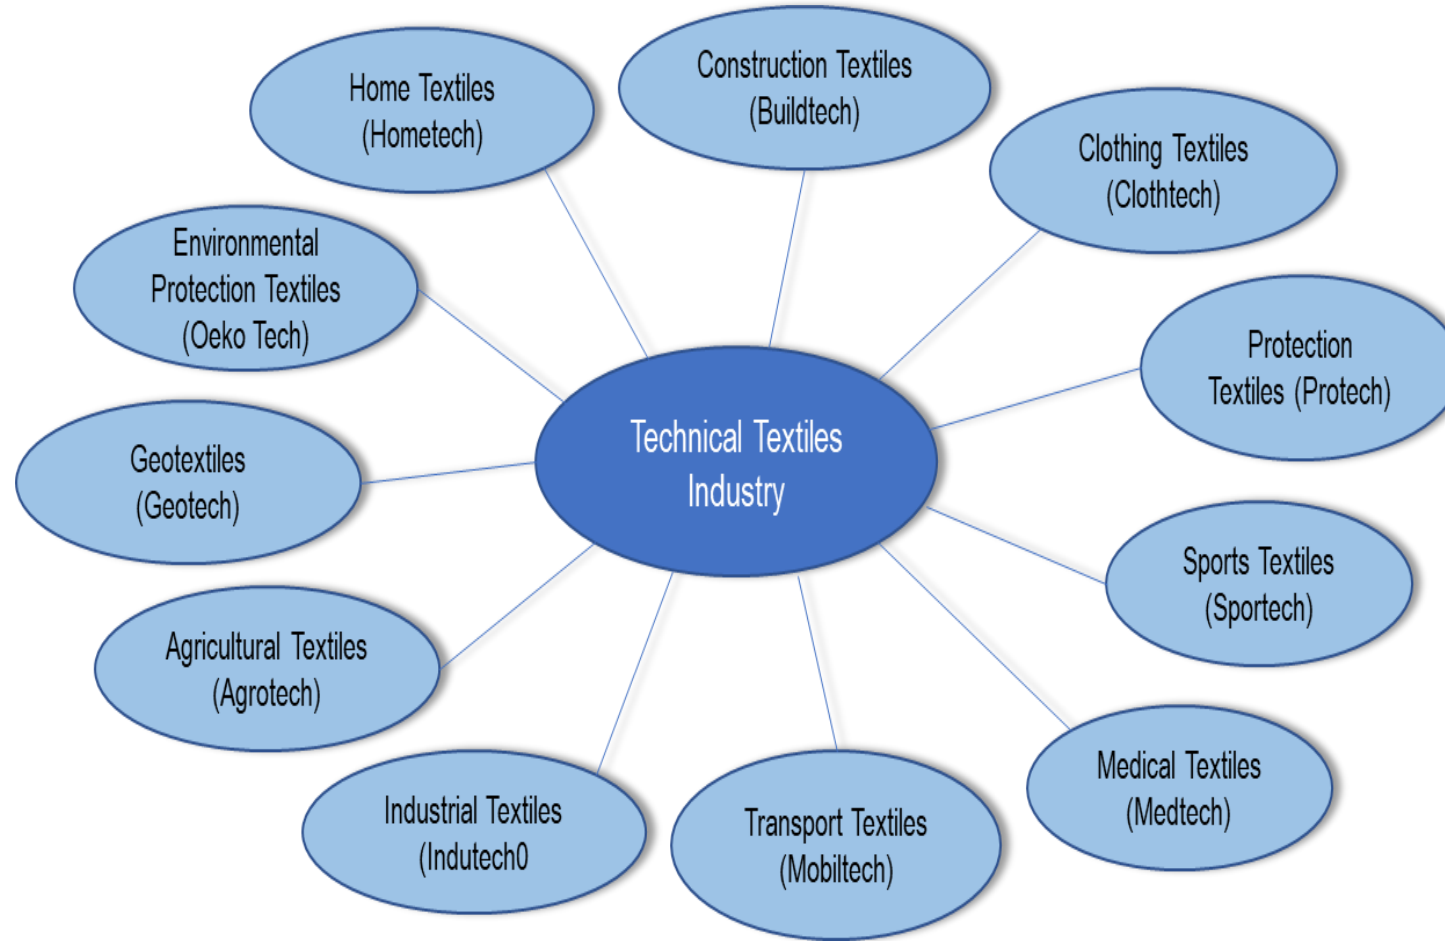 Home Textiles
(Hometech)
Construction Textiles
(Buildtech)
Clothing Textiles
(Clothtech)
Environmental
Protection Textiles
(Oeko Tech)
Protection
Textiles (Protech)
Technical Textiles
Industry
Geotextiles
(Geotech)
Sports Textiles
(Sportech)
Agricultural Textiles
(Agrotech)
Medical Textiles
(Medtech)
Industrial Textiles
(Indutech0
Transport Textiles
(Mobiltech)